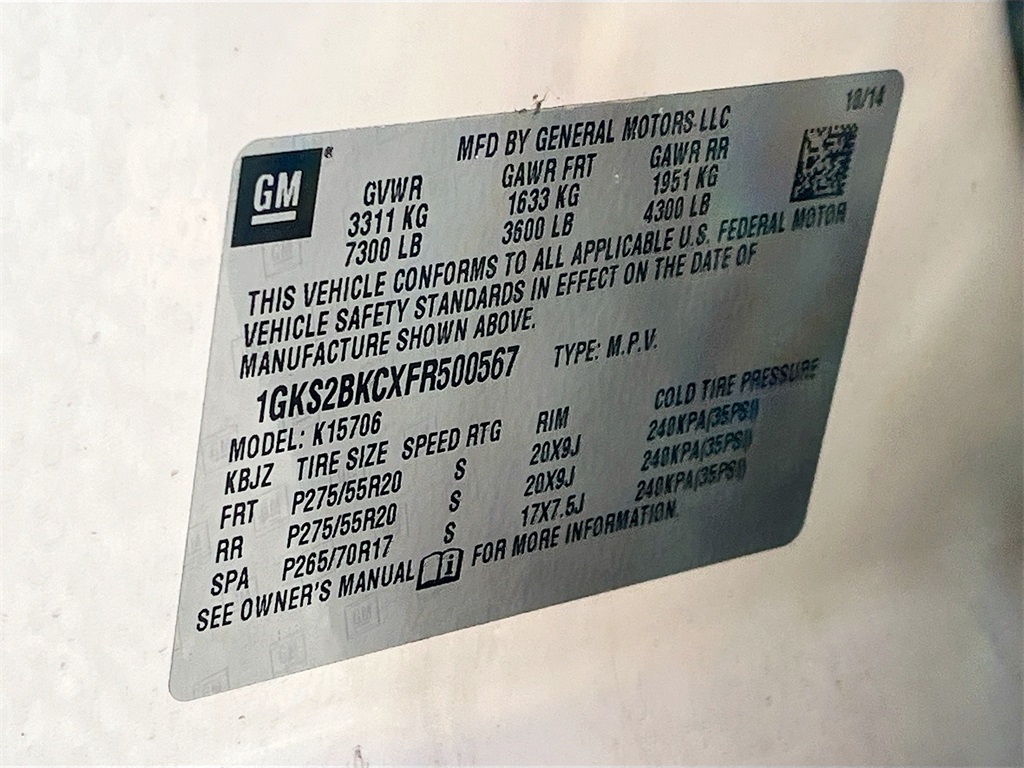 10/14
MFD BY GENERAL MOTORS LLC
GM®
GVWR GAWR FRT GAWR RR
3311 KG 1633 KG 1951 KG
7300 LB 3600 LB 4300 LB
THIS VEHICLE CONFORMS TO ALL APPLICABLE U.S. FEDERAL MOTOR
VEHICLE SAFETY STANDARDS IN EFFECT ON THE DATE OF
MANUFACTURE SHOWN ABOVE.
1GKS2BKCXFR500567 TYPE: M.P.V.
MODEL: K15706
KBJZ TIRE SIZE SPEED RTG RIM COLD TIRE PRESSURE
FRT P275/55R20 S 20X9J 240KPA(35PSI)
RR P275/55R20 S 20X9J 240KPA(35PSI)
SPA P265/70R17 S 17X7.5J 240KPA(35PSI)
SEE OWNER'S MANUAL FOR MORE INFORMATION.